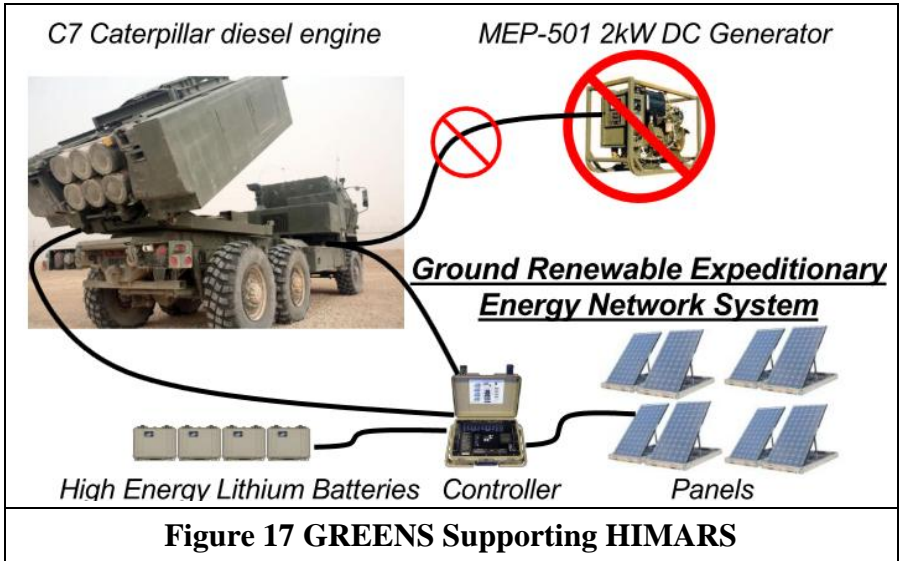 C7 Caterpillar diesel engine
MEP-501 2kW DC Generator
Ground Renewable Expeditionary
Energy Network System
High Energy Lithium Batteries
Controller
Panels
Figure 17 GREENS Supporting HIMARS